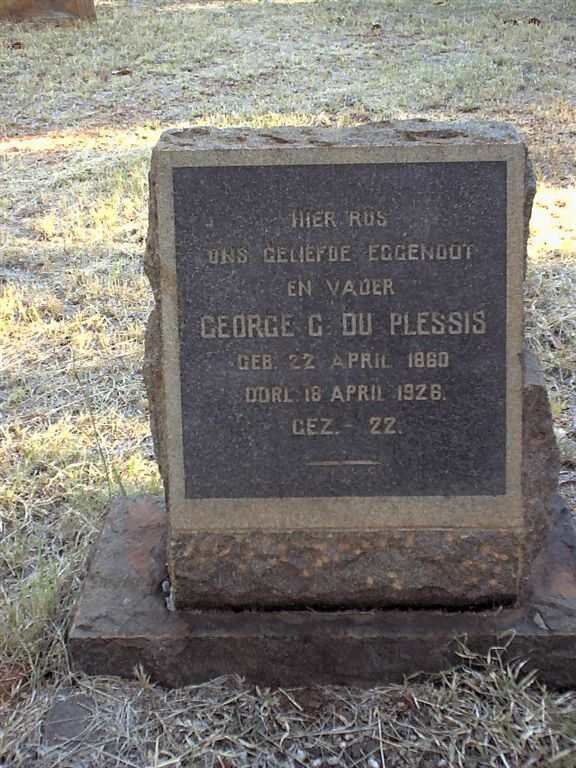 HIER RUS
ONS GELIEFDE EGGENOOT
EN VADER
GEORGE G. DU PLESSIS
GEB. 22 APRIL 1860
OORL. 18 APRIL 1926.
GEZ. - 22.